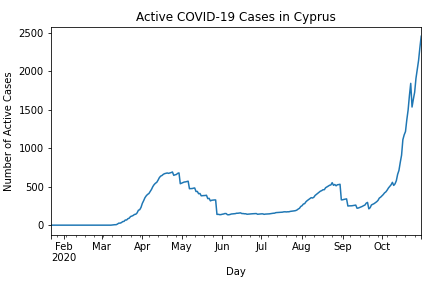 Active COVID-19 Cases in Cyprus
Number of Active Cases
2500
2000
1500
1000
500
0
Feb Mar Apr May Jun Jul Aug Sep Oct
2020
Day